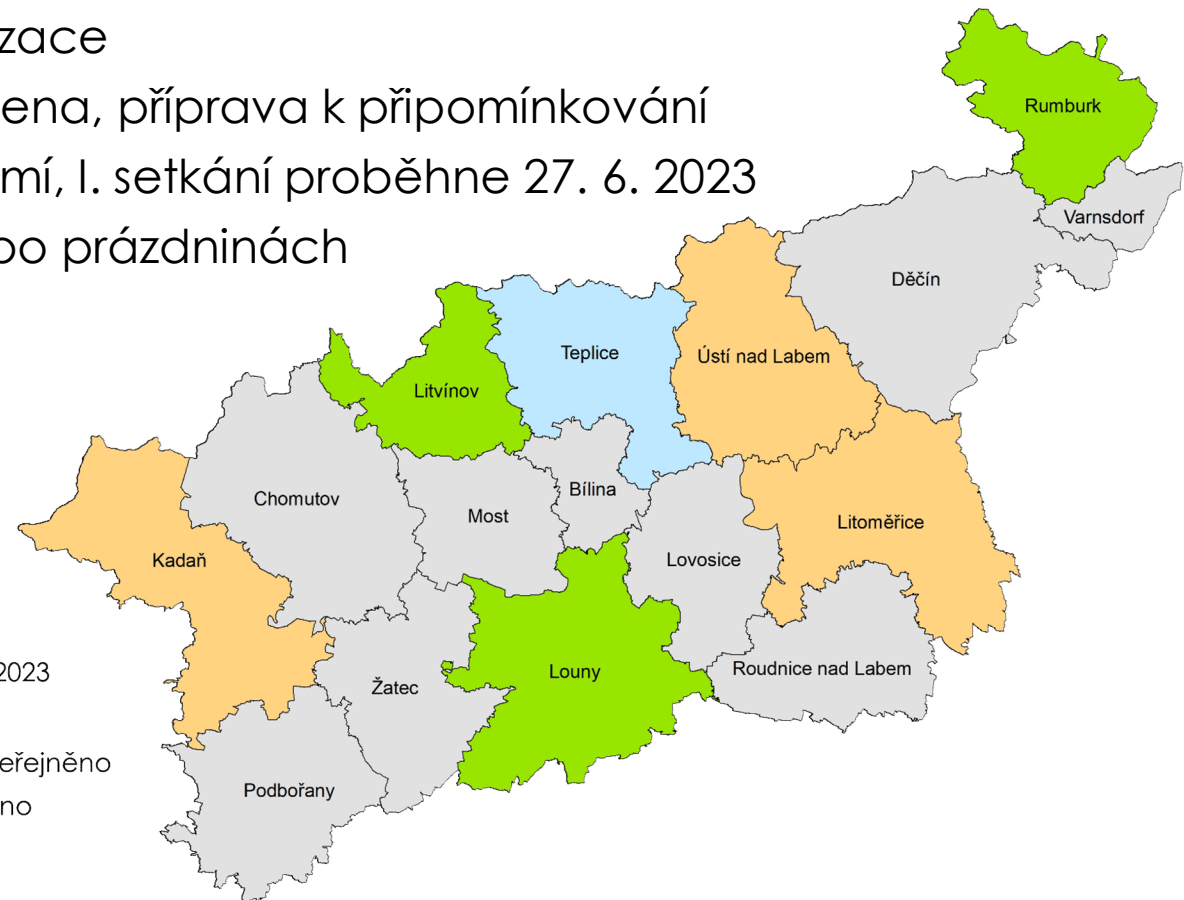 zace
ena, příprava k připomínkování
mí, I. setkání proběhne 27. 6. 2023
po prázdninách
Rumburk
Varnsdorf
Děčín
Teplice
Ústí nad Labem
Litvínov
Bílina
Chomutov
Most
Litoměřice
Kadaň
Lovosice
Louny
Roudnice nad Labem
2023
Žatec
eřejněno
Podbořany
no